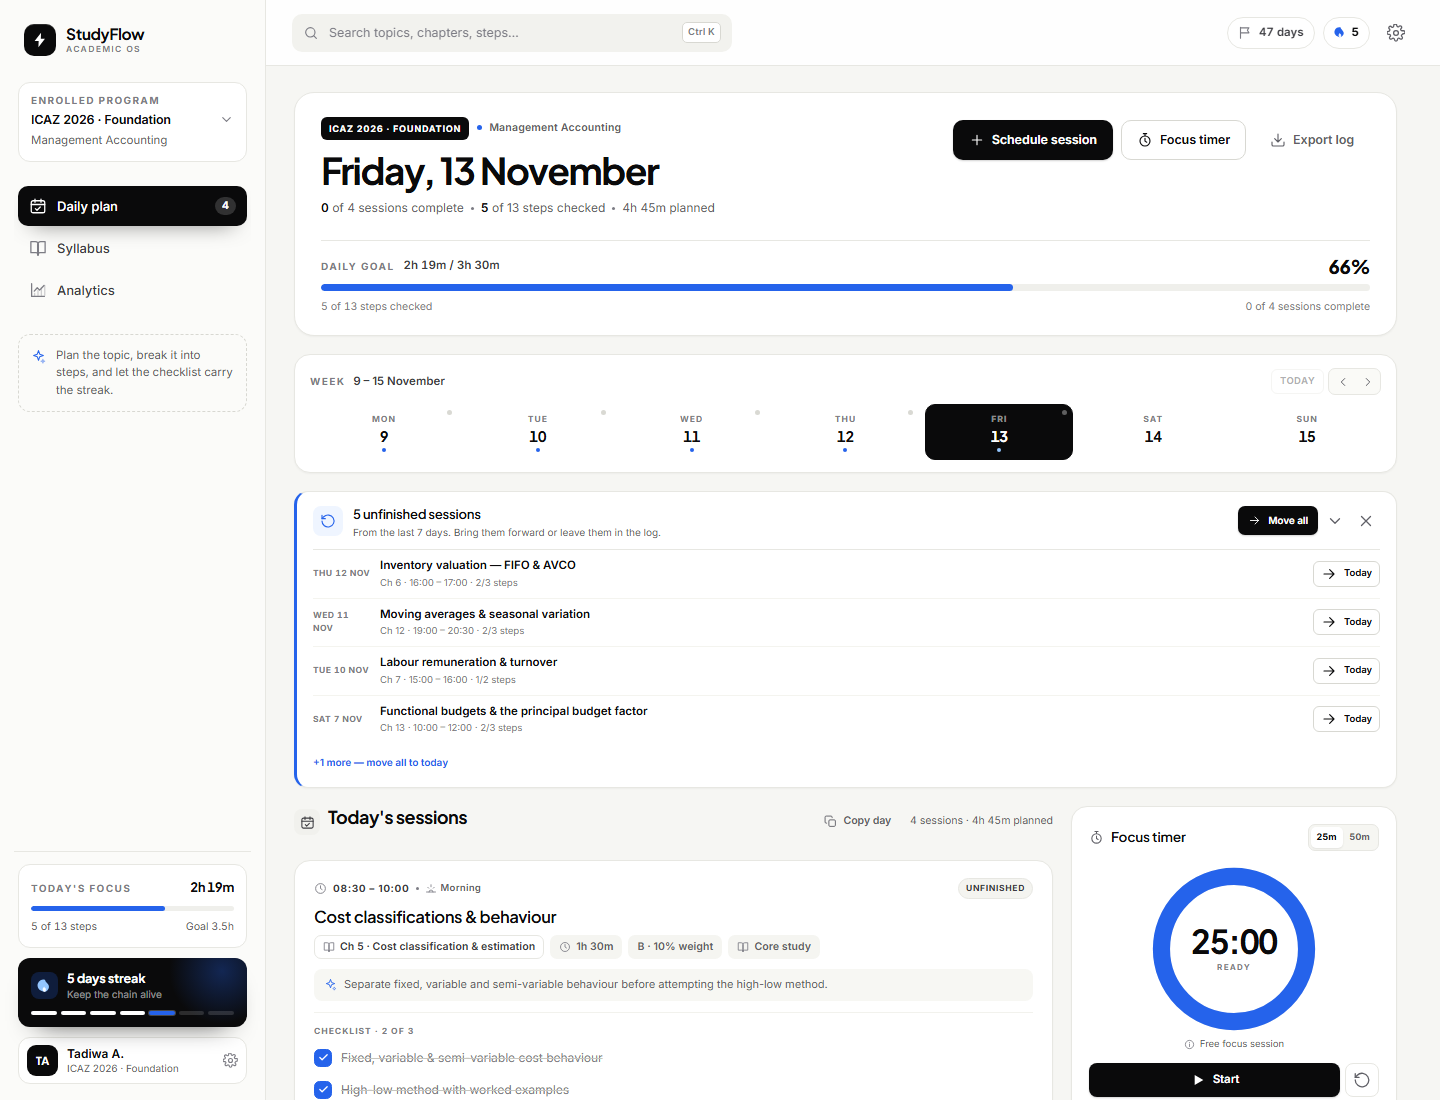 StudyFlow
ACADEMIC OS
ENROLLED PROGRAM
ICAZ 2026 · Foundation
Management Accounting
Daily plan 4
Syllabus
Analytics
Plan the topic, break it into
steps, and let the checklist carry
the streak.
TODAY'S FOCUS 2h19m
5 of 13 steps Goal 3.5h
5 days streak
Keep the chain alive
TA
Tadiwa A.
ICAZ 2026 · Foundation
Search topics, chapters, steps... Ctrl K
47 days 5
ICAZ 2026 · FOUNDATION • Management Accounting
Friday, 13 November
0 of 4 sessions complete • 5 of 13 steps checked • 4h 45m planned
Schedule session Focus timer Export log
DAILY GOAL 2h 19m / 3h 30m 66%
5 of 13 steps checked 0 of 4 sessions complete
WEEK 9 – 15 November TODAY
MON TUE WED THU FRI SAT SUN
9 10 11 12 13 14 15
5 unfinished sessions
From the last 7 days. Bring them forward or leave them in the log.
Move all
THU 12 NOV Inventory valuation — FIFO & AVCO
Ch 6 · 16:00 – 17:00 · 2/3 steps
Today
WED 11
NOV
Moving averages & seasonal variation
Ch 12 · 19:00 – 20:30 · 2/3 steps
Today
TUE 10 NOV Labour remuneration & turnover
Ch 7 · 15:00 – 16:00 · 1/2 steps
Today
SAT 7 NOV Functional budgets & the principal budget factor
Ch 13 · 10:00 – 12:00 · 2/3 steps
Today
+1 more — move all to today
Today's sessions Copy day 4 sessions · 4h 45m planned
08:30 – 10:00 • Morning UNFINISHED
Cost classifications & behaviour
Ch 5 · Cost classification & estimation 1h 30m B · 10% weight Core study
Separate fixed, variable and semi-variable behaviour before attempting the high-low method.
CHECKLIST · 2 OF 3
Fixed, variable & semi-variable cost behaviour
High-low method with worked examples
Focus timer 25m 50m
25:00
READY
Free focus session
Start